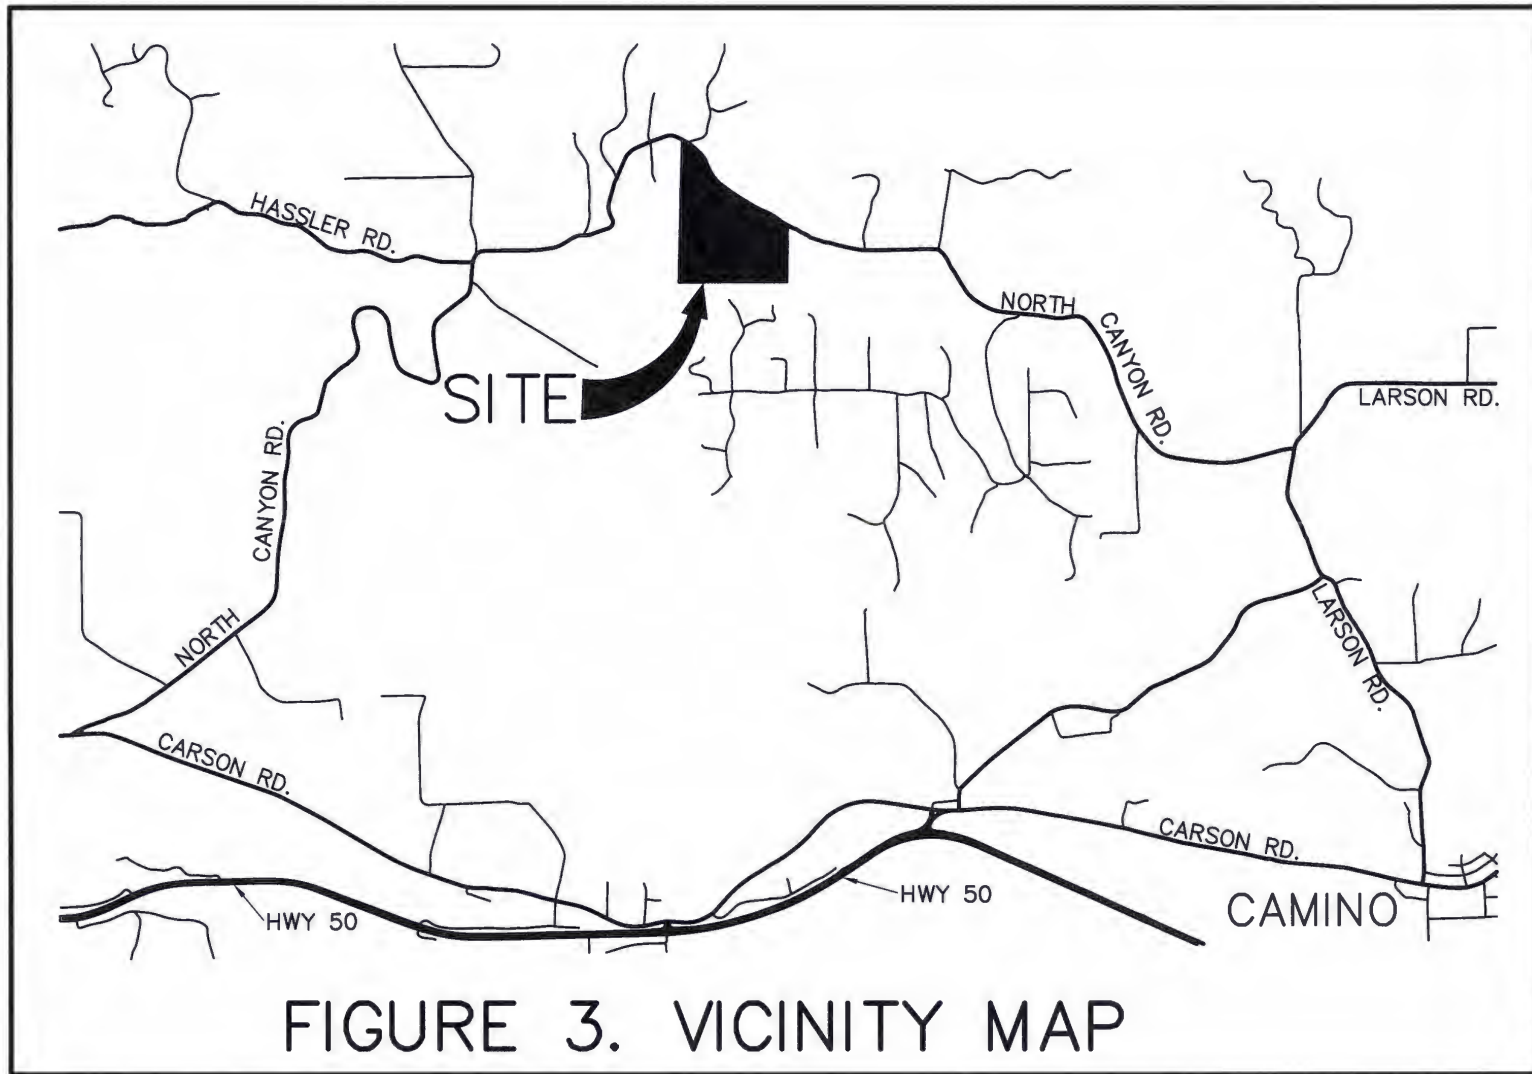 HASSLER RD.
NORTH
CANYON RD.
SITE
LARSON RD.
CANYON RD.
NORTH
LARSON RD.
CARSON RD.
CARSON RD.
HWY 50
HWY 50
CAMINO
FIGURE 3. VICINITY MAP